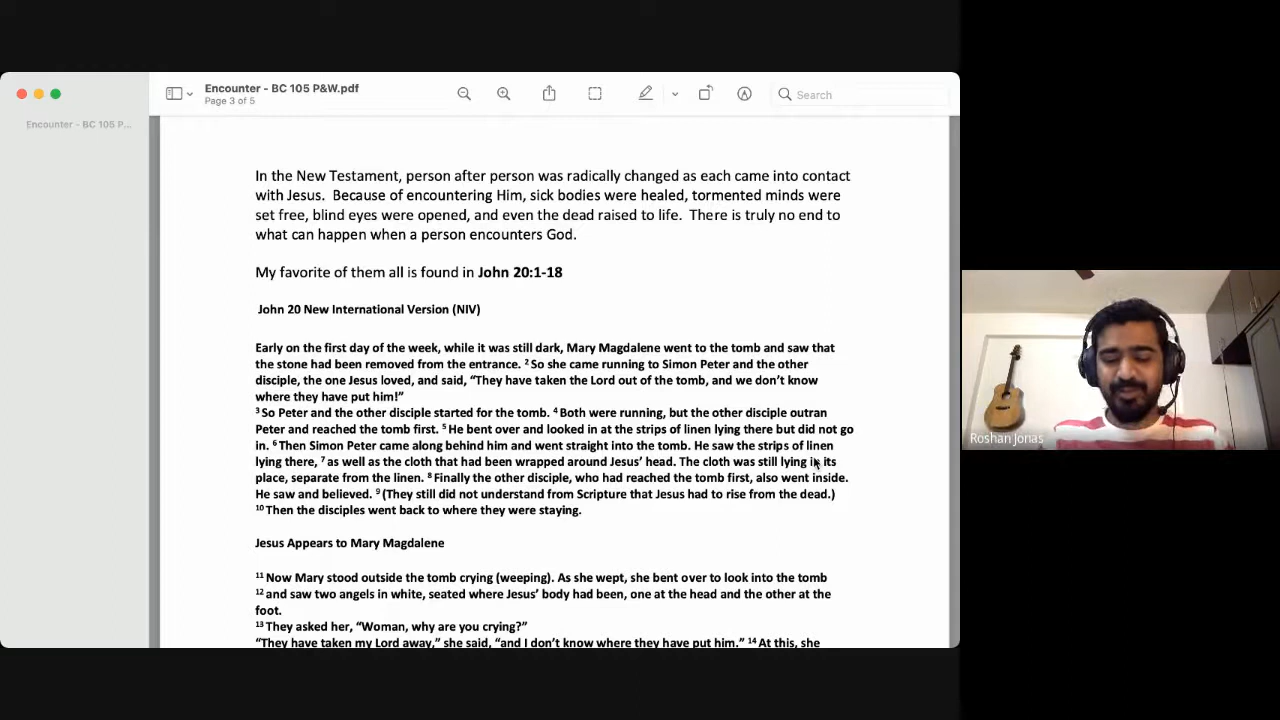 Encounter - BC 105 P&W.pdf
Page 3 of 5
Search
Encounter - BC 105 P...
In the New Testament, person after person was radically changed as each came into contact
with Jesus.  Because of encountering Him, sick bodies were healed, tormented minds were
set free, blind eyes were opened, and even the dead raised to life.  There is truly no end to
what can happen when a person encounters God.
My favorite of them all is found in John 20:1-18
John 20 New International Version (NIV)
Early on the first day of the week, while it was still dark, Mary Magdalene went to the tomb and saw that
the stone had been removed from the entrance. ² So she came running to Simon Peter and the other
disciple, the one Jesus loved, and said, “They have taken the Lord out of the tomb, and we don’t know
where they have put him!”
³ So Peter and the other disciple started for the tomb. ⁴ Both were running, but the other disciple outran
Peter and reached the tomb first. ⁵ He bent over and looked in at the strips of linen lying there but did not go
in. ⁶ Then Simon Peter came along behind him and went straight into the tomb. He saw the strips of linen
lying there, ⁷ as well as the cloth that had been wrapped around Jesus’ head. The cloth was still lying in its
place, separate from the linen. ⁸ Finally the other disciple, who had reached the tomb first, also went inside.
He saw and believed. ⁹ (They still did not understand from Scripture that Jesus had to rise from the dead.)
¹⁰ Then the disciples went back to where they were staying.
Jesus Appears to Mary Magdalene
¹¹ Now Mary stood outside the tomb crying (weeping). As she wept, she bent over to look into the tomb
¹² and saw two angels in white, seated where Jesus’ body had been, one at the head and the other at the
foot.
¹³ They asked her, “Woman, why are you crying?”
“They have taken my Lord away,” she said, “and I don’t know where they have put him.” ¹⁴ At this, she
Roshan Jonas